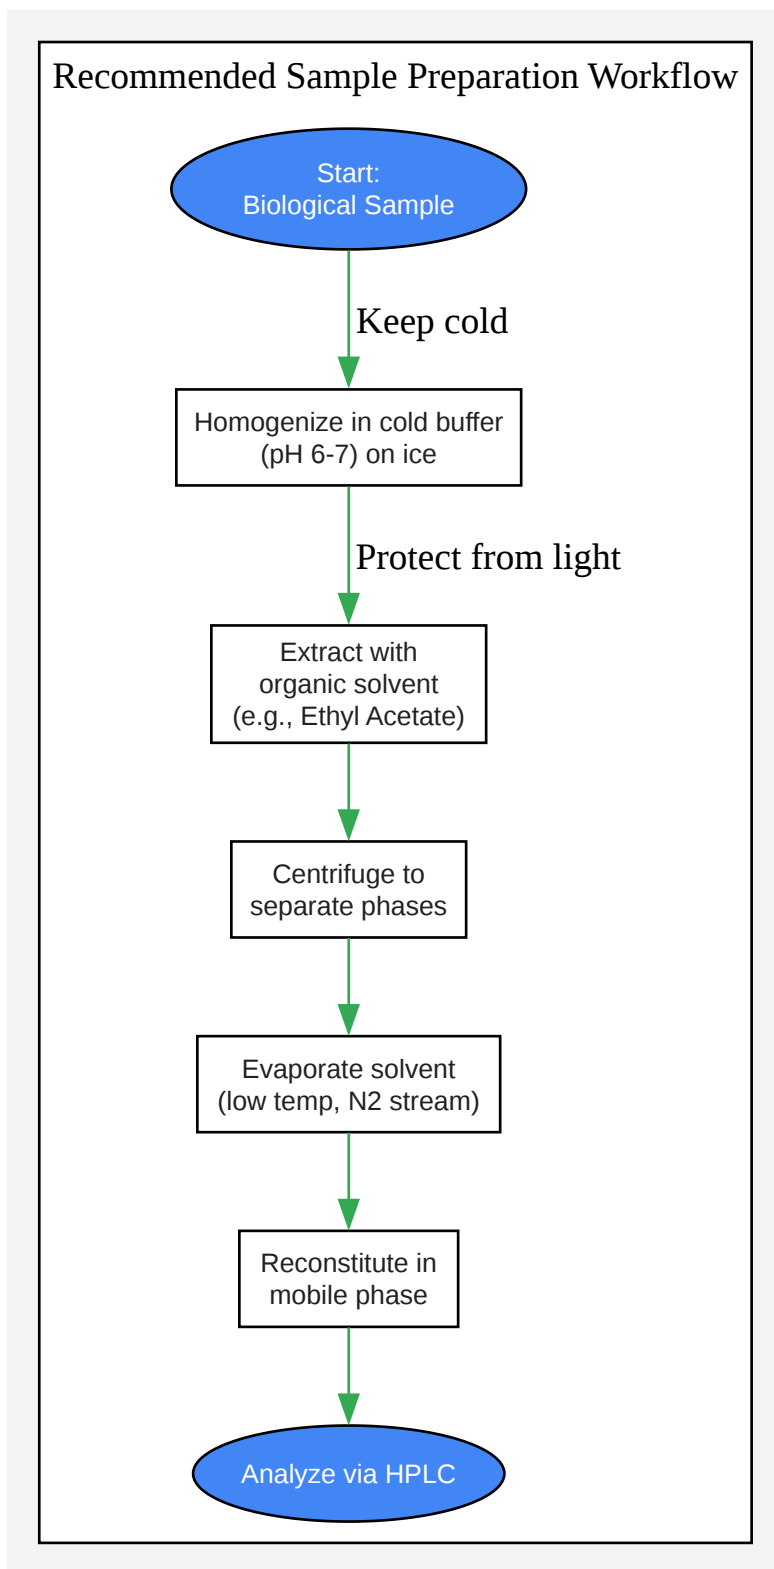 Recommended Sample Preparation Workflow
Start:
Biological Sample
Keep cold
Homogenize in cold buffer
(pH 6-7) on ice
Protect from light
Extract with
organic solvent
(e.g., Ethyl Acetate)
Centrifuge to
separate phases
Evaporate solvent
(low temp, N2 stream)
Reconstitute in
mobile phase
Analyze via HPLC